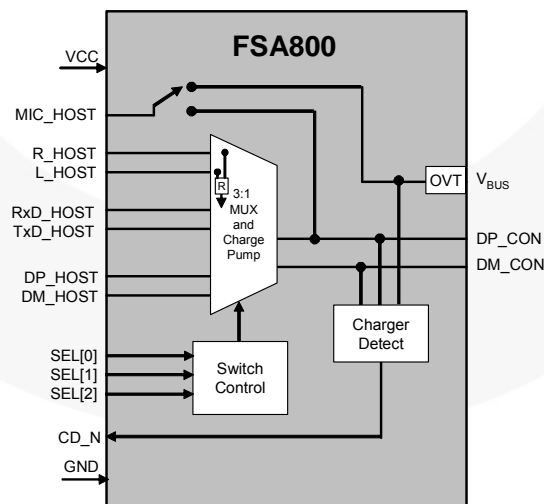 FSA800
VCC
MIC_HOST
R_HOST
L_HOST
RxD_HOST
TxD_HOST
DP_HOST
DM_HOST
SEL[0]
SEL[1]
SEL[2]
CD_N
GND
R
3:1
MUX
and
Charge
Pump
Switch
Control
Charger
Detect
OVT
VBUS
DP_CON
DM_CON